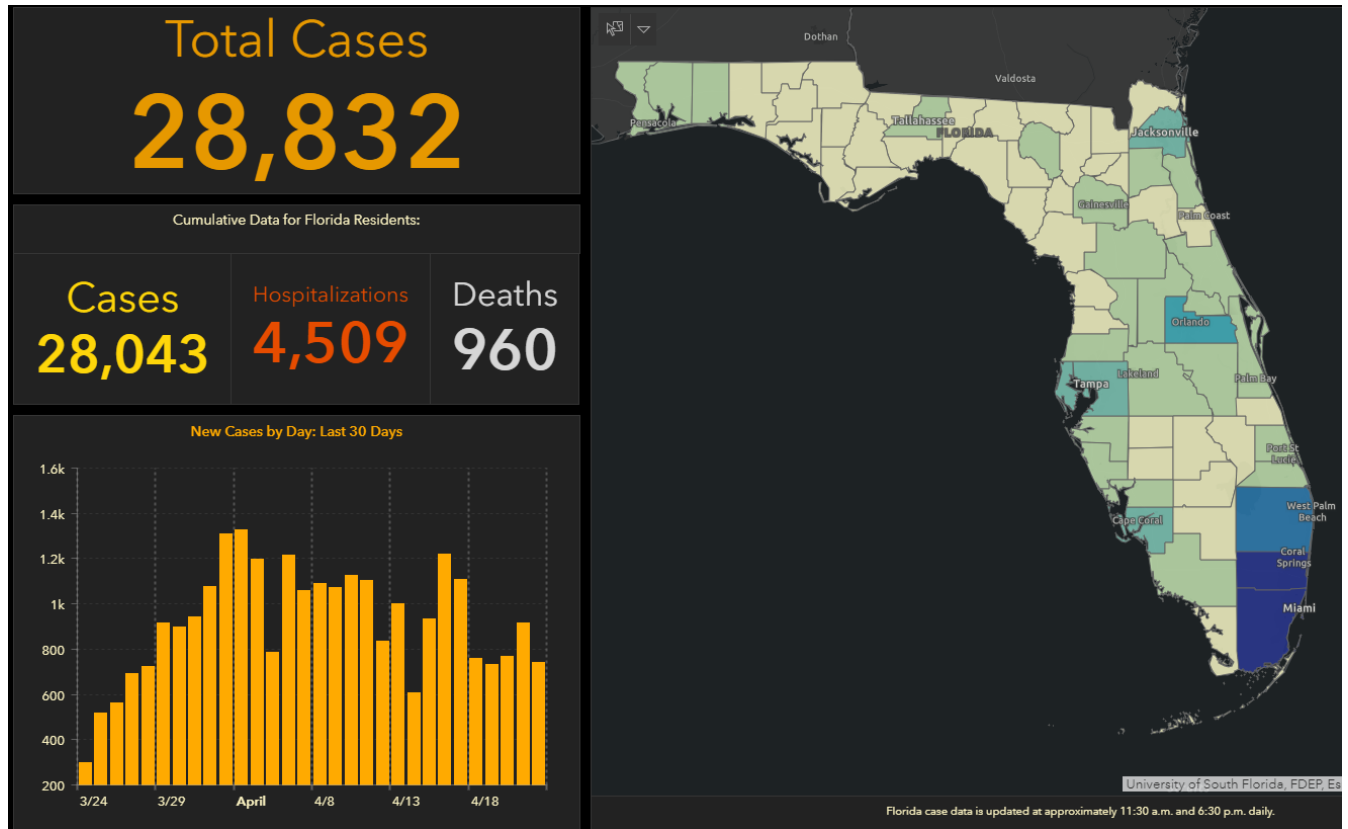 Total Cases
28,832
Cumulative Data for Florida Residents:
Cases
28,043
Hospitalizations
4,509
Deaths
960
New Cases by Day: Last 30 Days
1.6k
1.4k
1.2k
1k
800
600
400
200
3/24
3/29
April
4/8
4/13
4/18
Dothan
Valdosta
Pensacola
Tallahassee
FLORIDA
Jacksonville
Gainesville
Palm Coast
Orlando
Tampa
Lakeland
Palm Bay
Port St.
Lucie
Cape Coral
West Palm
Beach
Coral
Springs
Miami
University of South Florida, FDEP, Es
Florida case data is updated at approximately 11:30 a.m. and 6:30 p.m. daily.